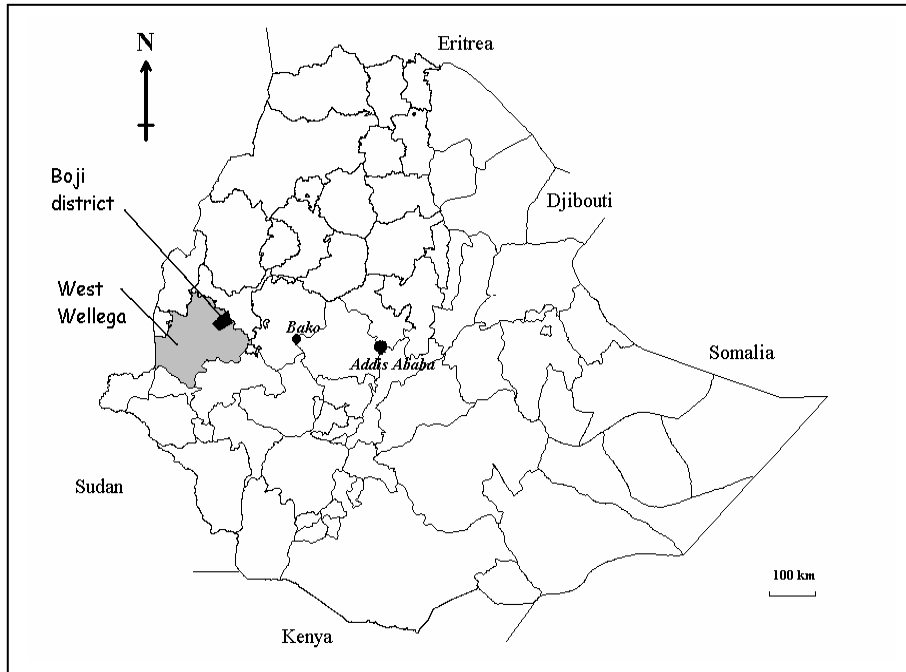 N
Eritrea
Boji
district
Djibouti
West
Wellega
Bako
Addis Ababa
Somalia
Sudan
100 km
Kenya